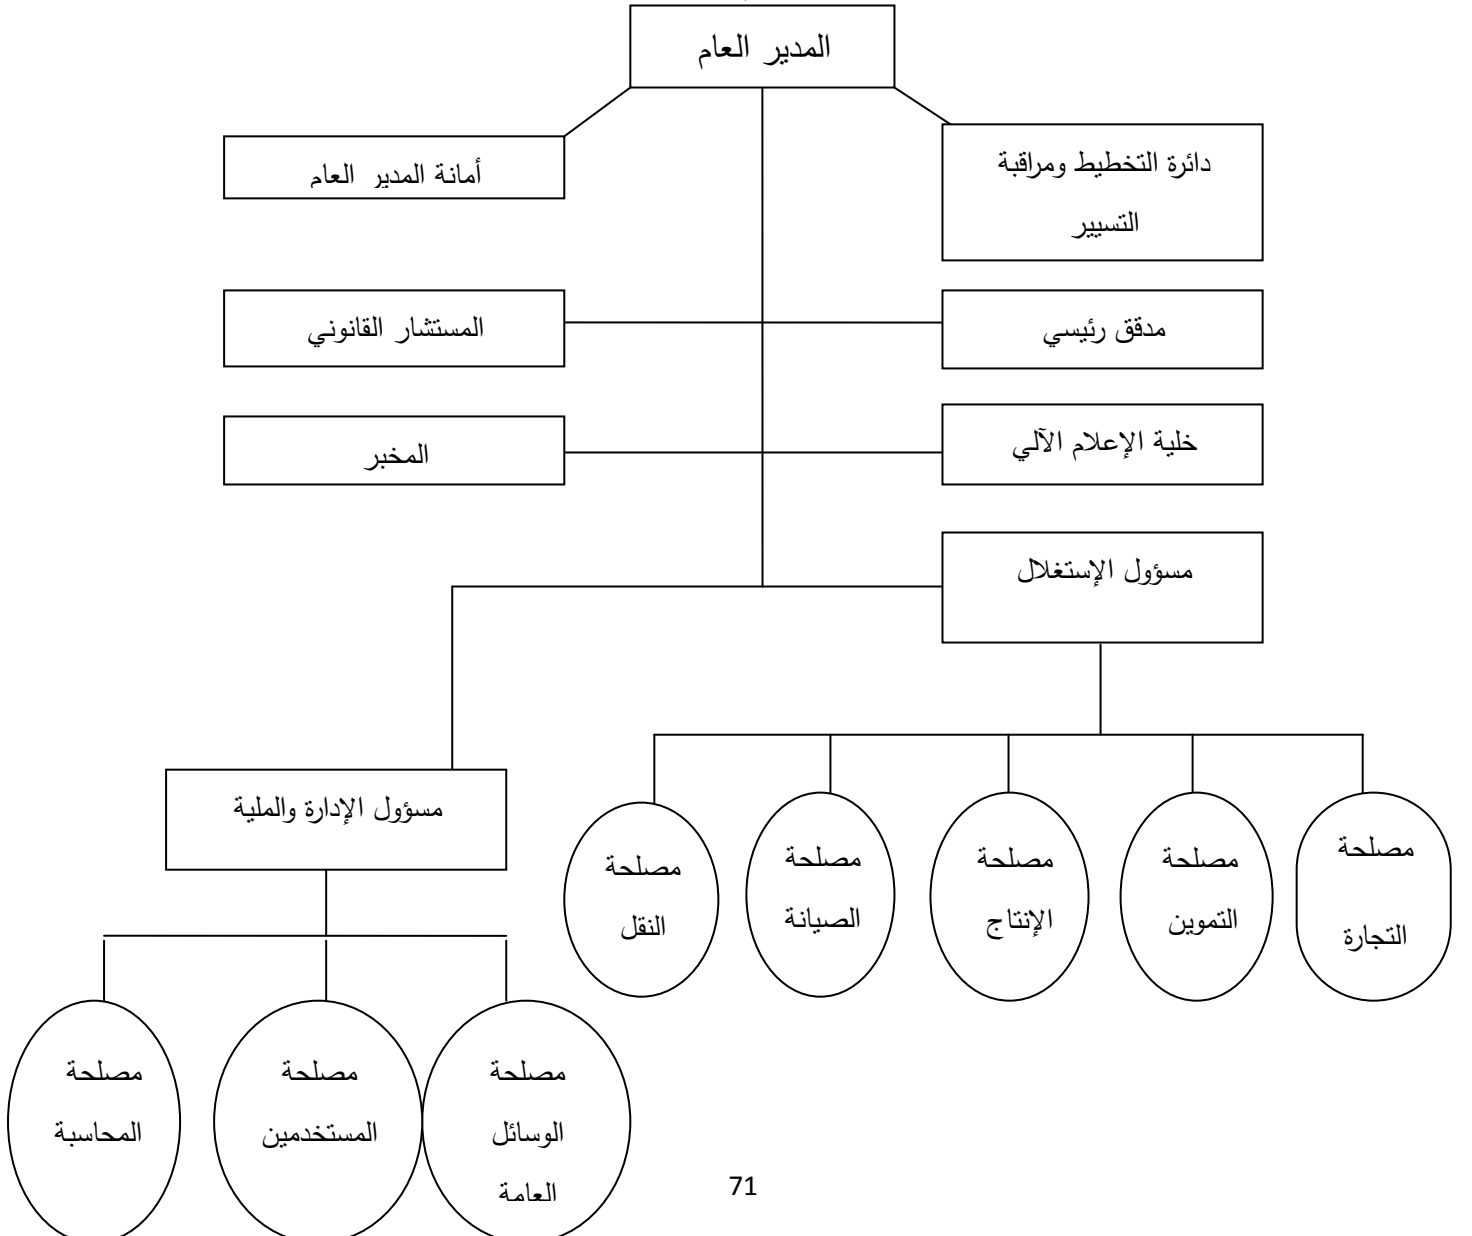 المدير العام
دائرة التخطيط ومراقبة
التسيير
أمانة المدير العام
مدقق رئيسي
المستشار القانوني
خلية الإعلام الآلي
المخبر
مسؤول الإستغلال
مسؤول الإدارة والملية
مصلحة
التجارة
مصلحة
التموين
مصلحة
الإنتاج
مصلحة
الصيانة
مصلحة
النقل
مصلحة
الوسائل
العامة
مصلحة
المستخدمين
مصلحة
المحاسبة
71